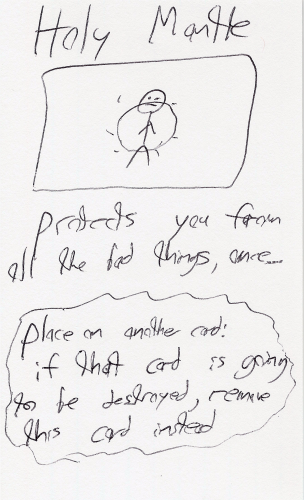 Holy Mantle
protects you from
all the bad things, once...
place on another card:
if that card is going
to be destroyed, remove
this card instead